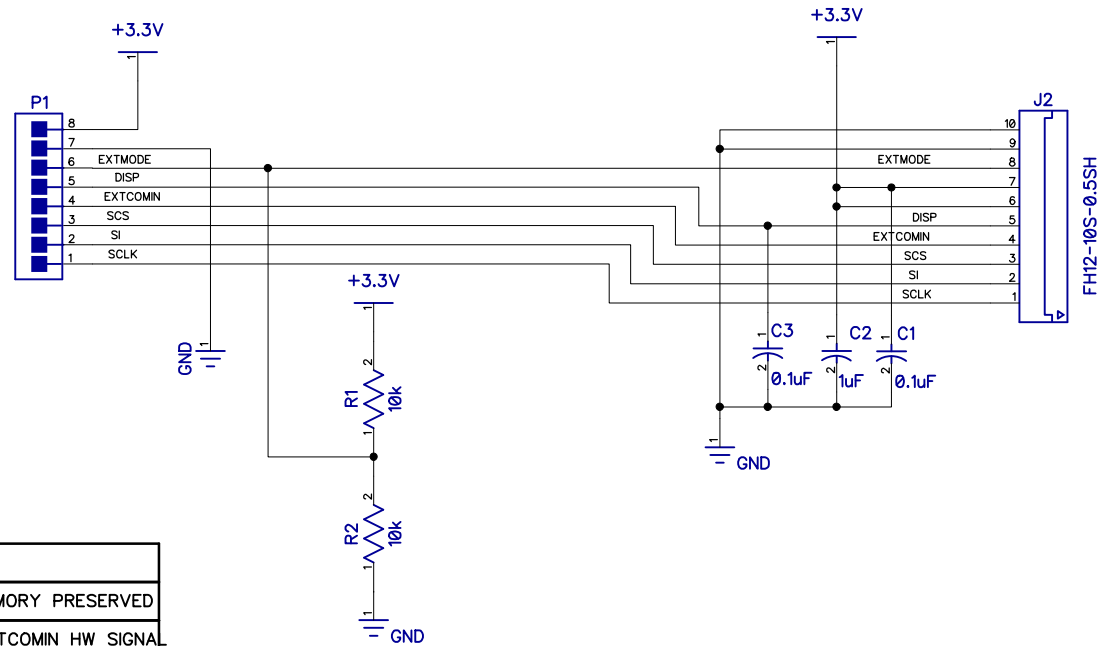 +3.3V
1
P1
8
7
6 EXTMODE
5 DISP
4 EXTCOMIN
3 SCS
2 SI
1 SCLK
GND 1
+3.3V
1
2
R1 10k
1
2
R2 10k
1
1
GND
+3.3V
1
J2
10
9
EXTMODE 8
7
6
DISP 5
EXTCOMIN 4
SCS 3
SI 2
SCLK 1
FH12-10S-0.5SH
1 C3
2 0.1uF
1 C2
2 1uF
1 C1
2 0.1uF
1
GND
PRESERVED
HW SIGNAL